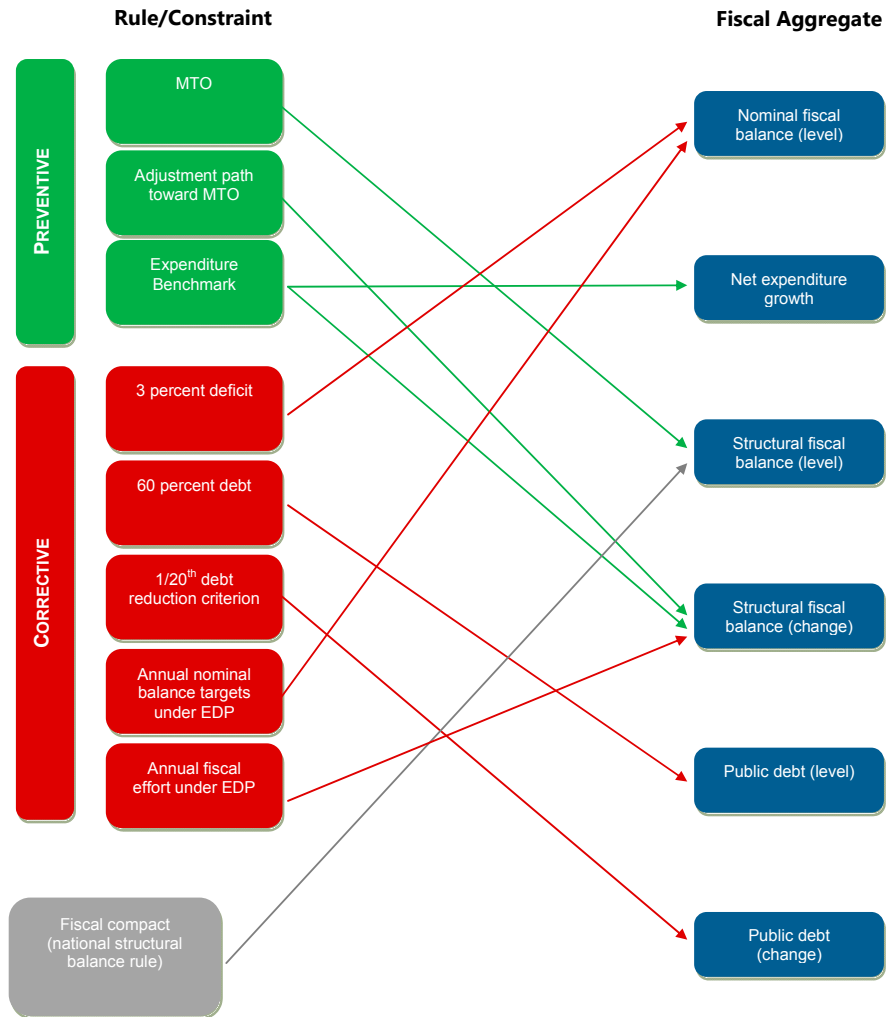 Rule/Constraint
Fiscal Aggregate
PREVENTIVE
MTO
Adjustment path
toward MTO
Expenditure
Benchmark
CORRECTIVE
3 percent deficit
60 percent debt
1/20th debt
reduction criterion
Annual nominal
balance targets
under EDP
Annual fiscal
effort under EDP
Fiscal compact
(national structural
balance rule)
Nominal fiscal
balance (level)
Net expenditure
growth
Structural fiscal
balance (level)
Structural fiscal
balance (change)
Public debt (level)
Public debt
(change)